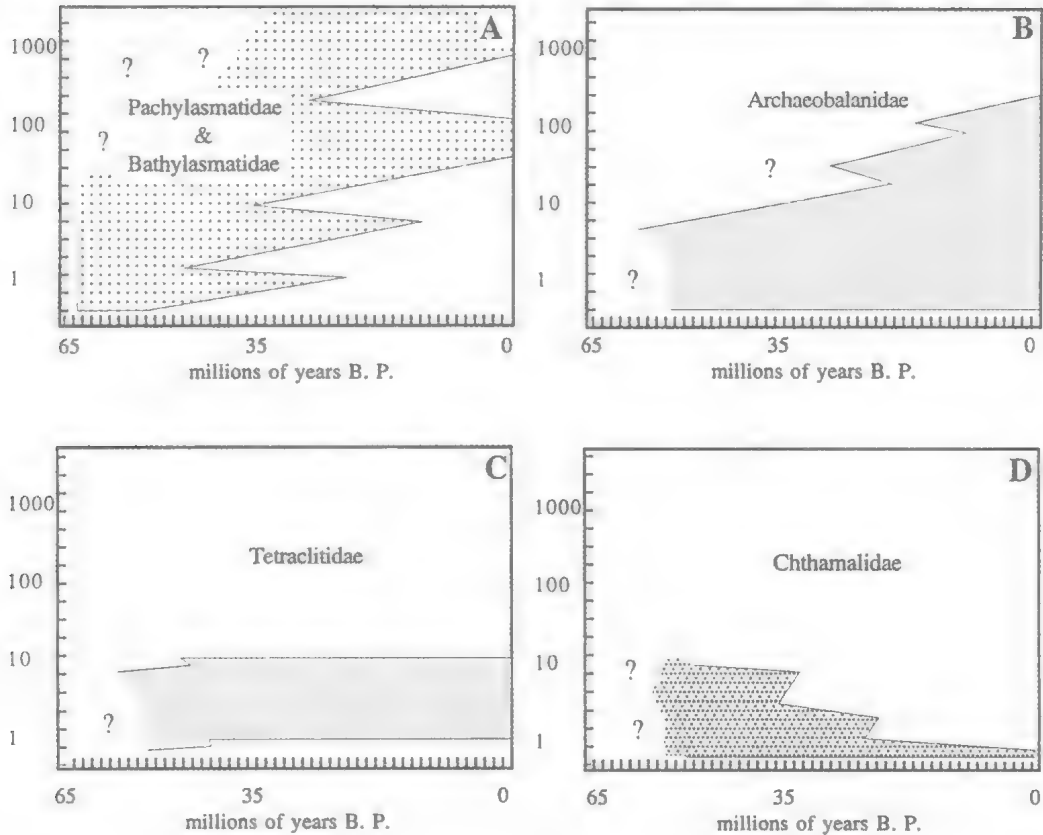 A
1000
?
?
Pachylasmatidae
100
&
?
Bathylasmatidae
10
1
65
35
0
millions of years B. P.
B
1000
Archaeobalanidae
100
?
10
?
1
65
35
0
millions of years B. P.
C
1000
Tetraclitidae
100
10
?
1
65
35
0
millions of years B. P.
D
1000
Chthamalidae
100
10
?
?
1
65
35
0
millions of years B. P.